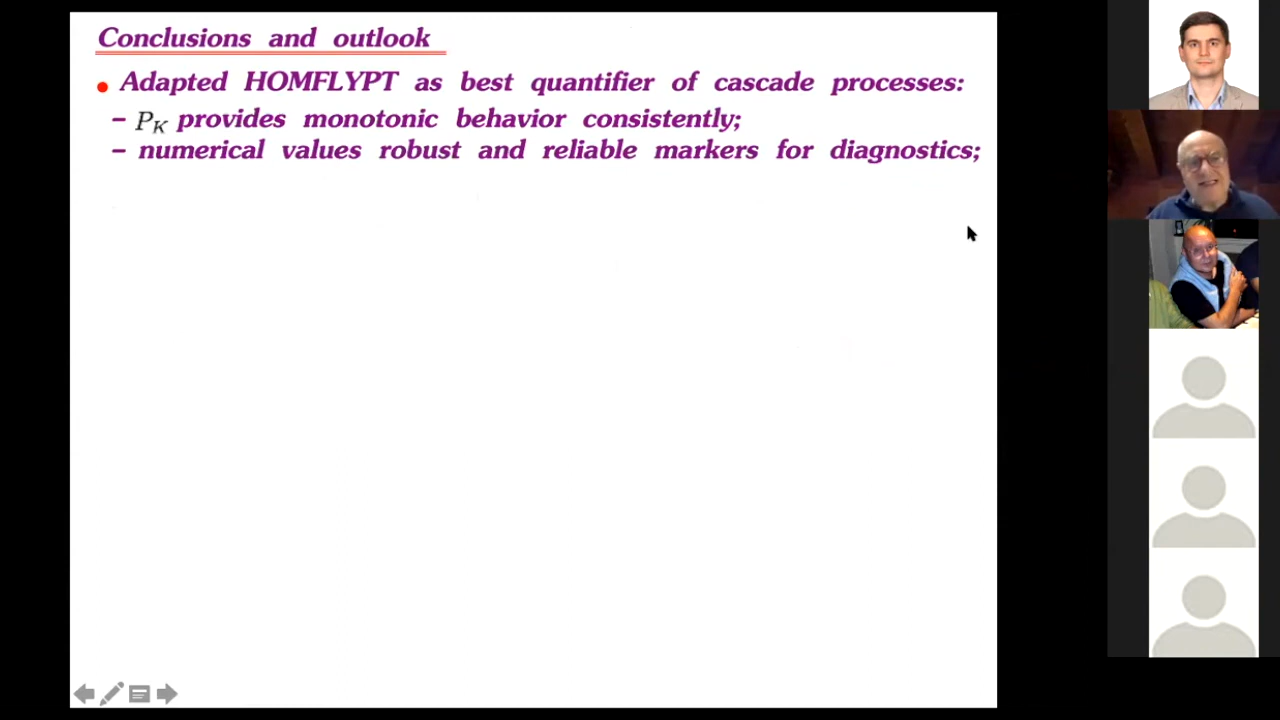 Conclusions and outlook
• Adapted HOMFLYPT as best quantifier of cascade processes:
– P_K provides monotonic behavior consistently;
– numerical values robust and reliable markers for diagnostics;